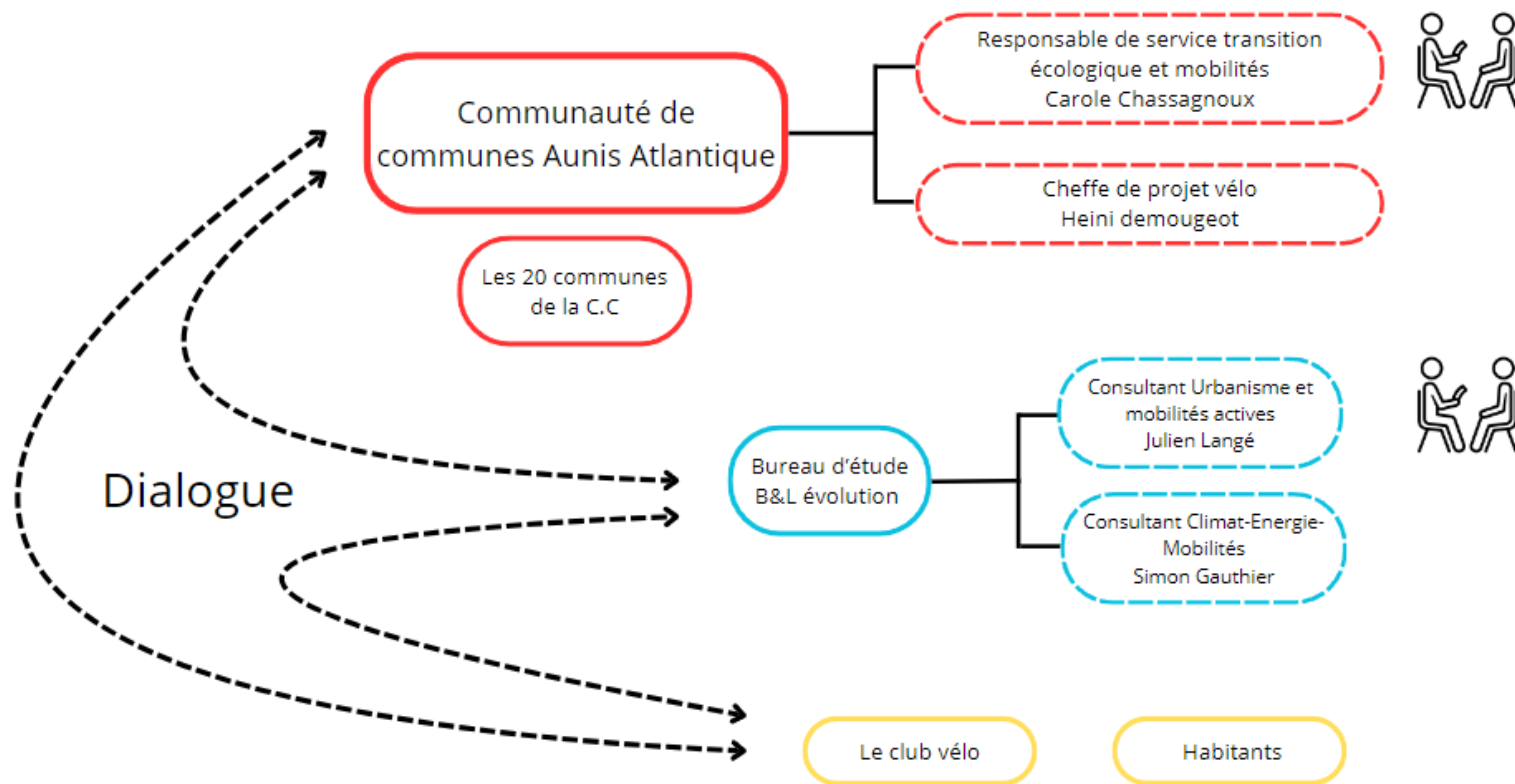 Responsable de service transition
écologique et mobilités
Carole Chassagnoux
Communauté de
communes Aunis Atlantique
Cheffe de projet vélo
Heini demougeot
Les 20 communes
de la C.C
Consultant Urbanisme et
mobilités actives
Julien Langé
Bureau d'étude
B&L évolution
Dialogue
Consultant Climat-Energie-
Mobilités
Simon Gauthier
Le club vélo
Habitants